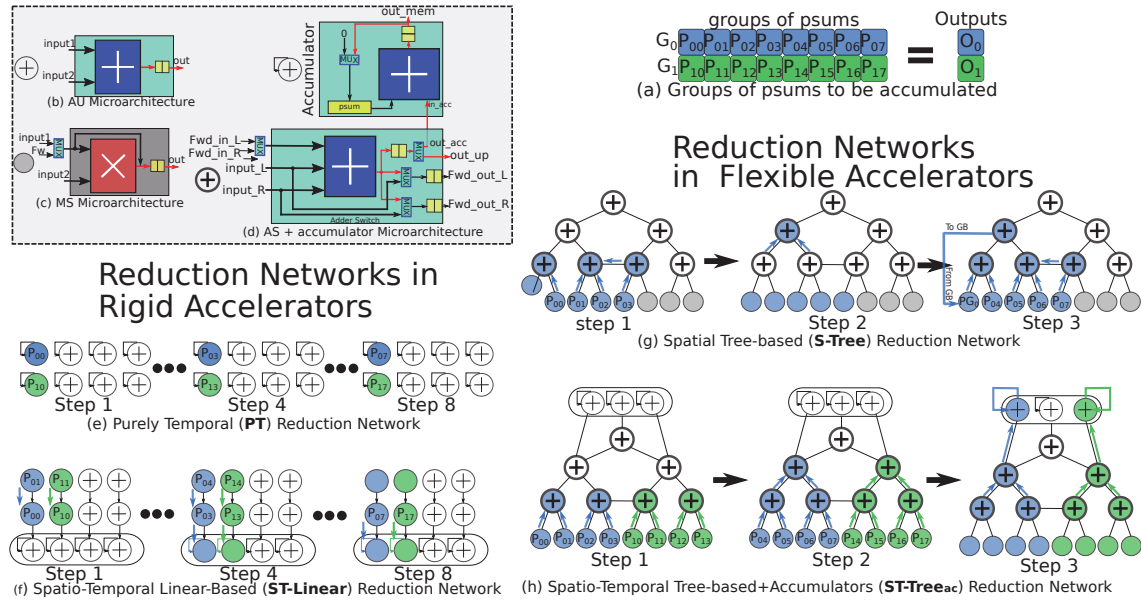 out_mem
input1
input2
out
(b) AU Microarchitecture
input1
Fw
MUX
input2
out
(c) MS Microarchitecture
Accumulator
0
MUX
psum
in_acc
Fwd_in_L
Fwd_in_R
MUX
input_L
input_R
MUX
out_acc
out_up
MUX
Fwd_out_L
MUX
Fwd_out_R
Adder Switch
(d) AS + accumulator Microarchitecture
groups of psums Outputs
G0 P00 P01 P02 P03 P04 P05 P06 P07 = O0
G1 P10 P11 P12 P13 P14 P15 P16 P17 O1
(a) Groups of psums to be accumulated
Reduction Networks in
Rigid Accelerators
P00 P03 P07
P10 P13 P17
Step 1 Step 4 Step 8
(e) Purely Temporal (PT) Reduction Network
P01 P11 P04 P14
P00 P10 P03 P13 P07 P17
Step 1 Step 4 Step 8
(f) Spatio-Temporal Linear-Based (ST-Linear) Reduction Network
Reduction Networks
in Flexible Accelerators
To GB
From GB
P00 P01 P02 P03
PG0 P04 P05 P06 P07
step 1 Step 2 Step 3
(g) Spatial Tree-based (S-Tree) Reduction Network
P00 P01 P02 P03 P10 P11 P12 P13
P04 P05 P06 P07 P14 P15 P16 P17
Step 1 Step 2 Step 3
(h) Spatio-Temporal Tree-based+Accumulators (ST-Treeac) Reduction Network